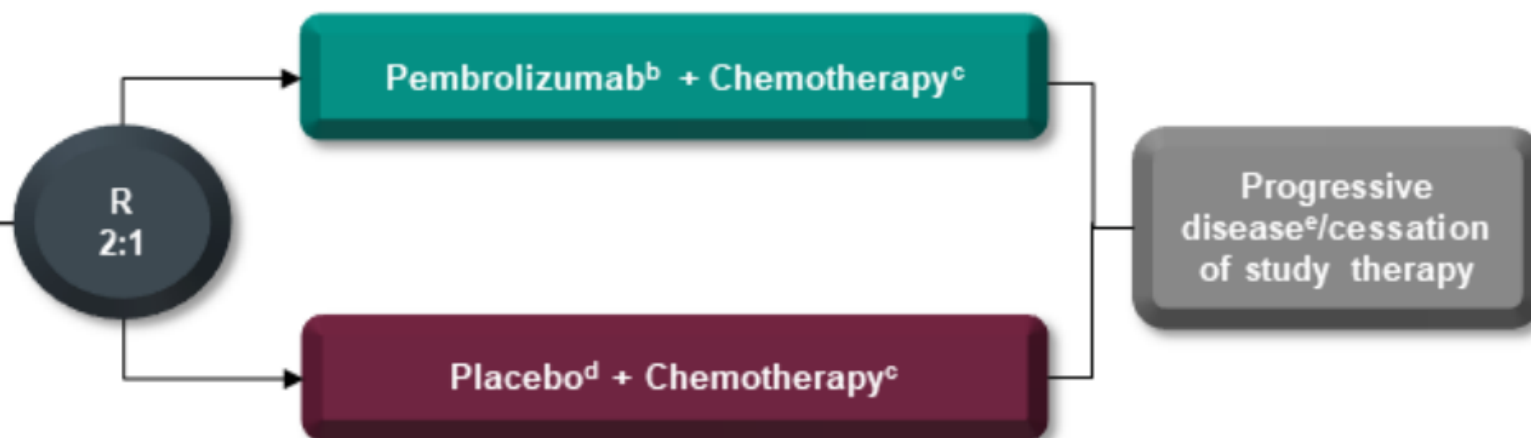 Pembrolizumabᵇ + Chemotherapyᶜ
R
2:1
Progressive
diseaseᵉ/cessation
of study therapy
Placeboᵈ + Chemotherapyᶜ